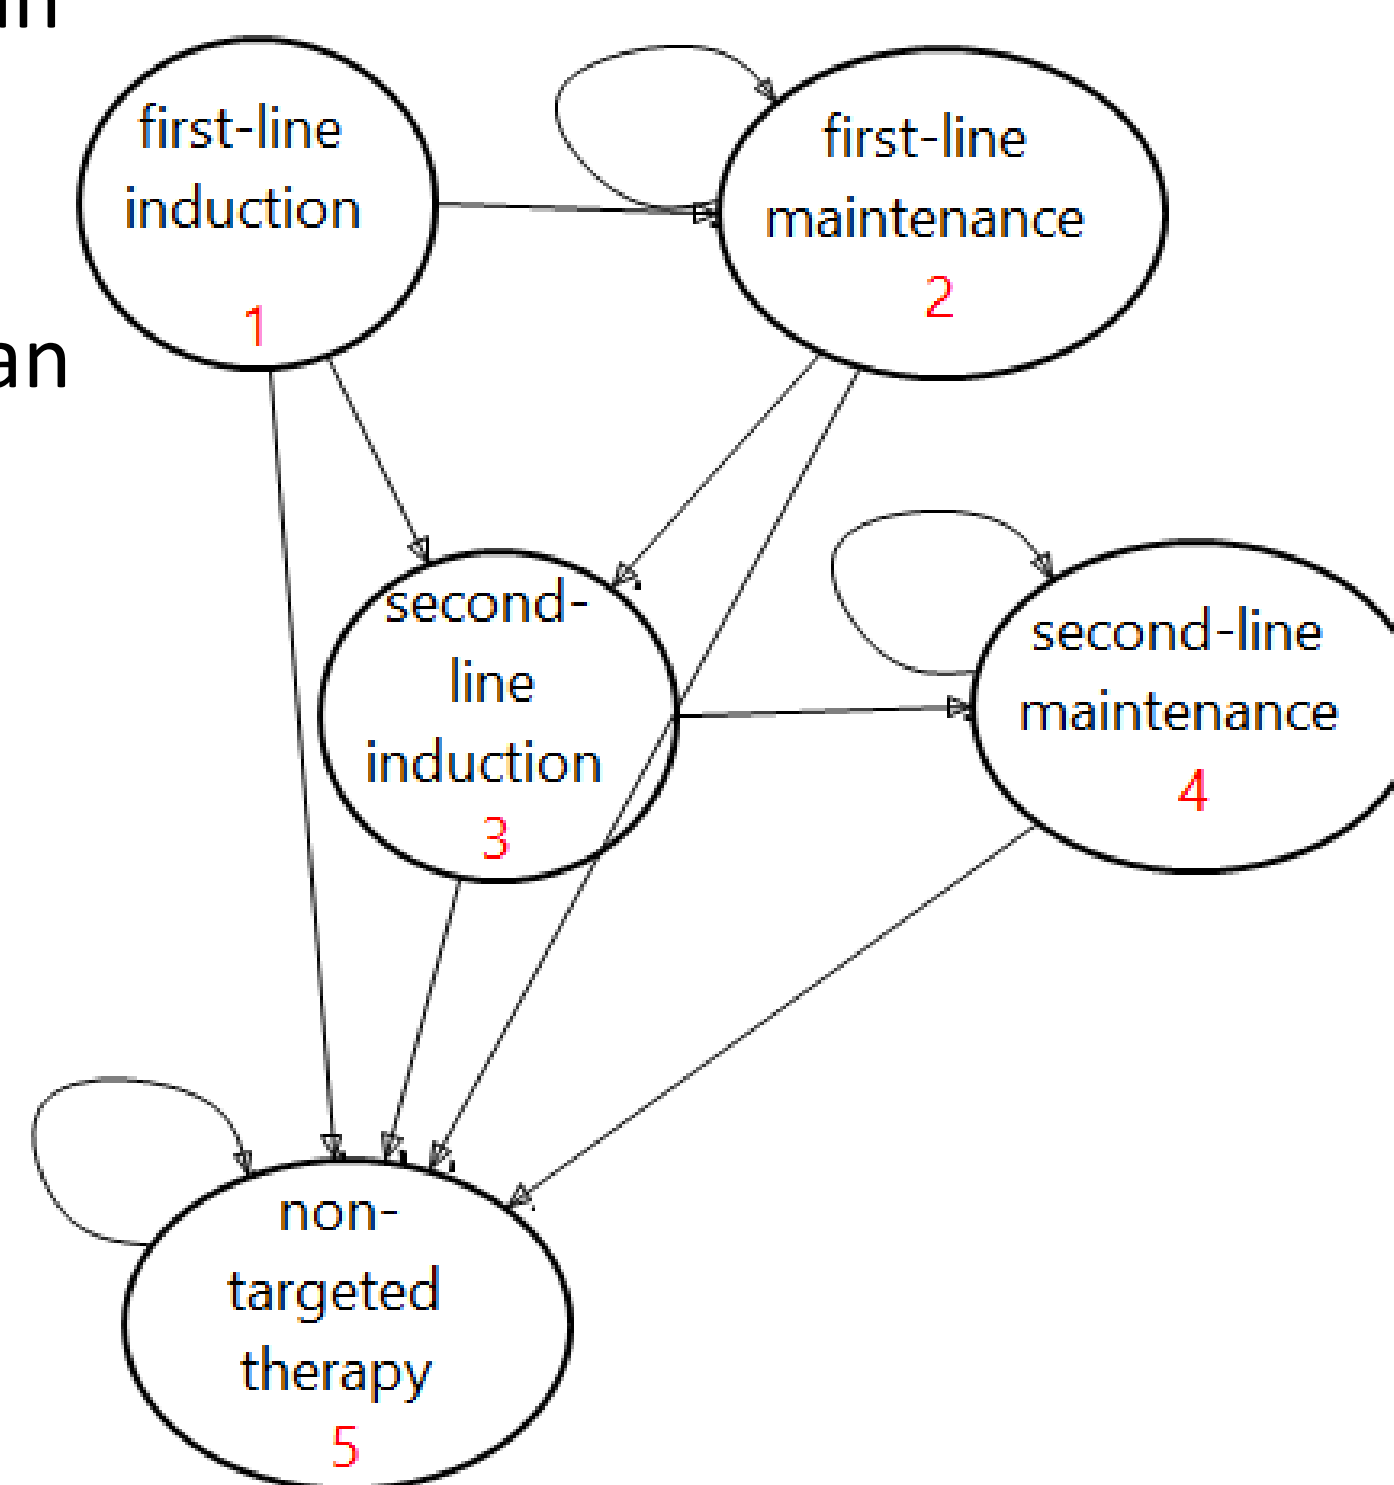 first-line
induction
1
first-line
maintenance
2
an
second-
line
induction
3
second-line
maintenance
4
non-
targeted
therapy
5